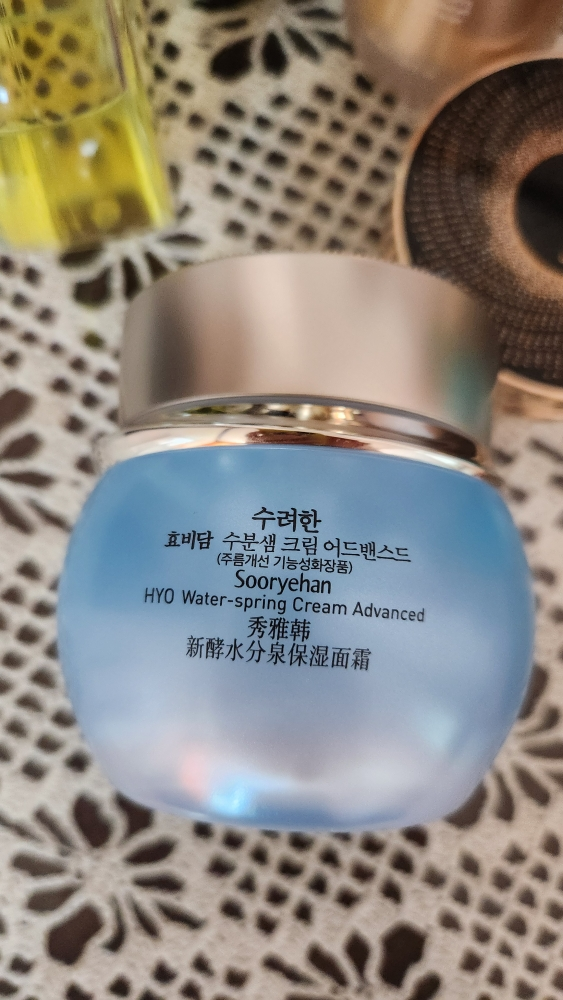 수려한
효비담 수분샘 크림 어드밴스드
(주름개선 기능성화장품)
Sooryehan
HYO Water-spring Cream Advanced
秀雅韩
新酵水分泉保湿面霜